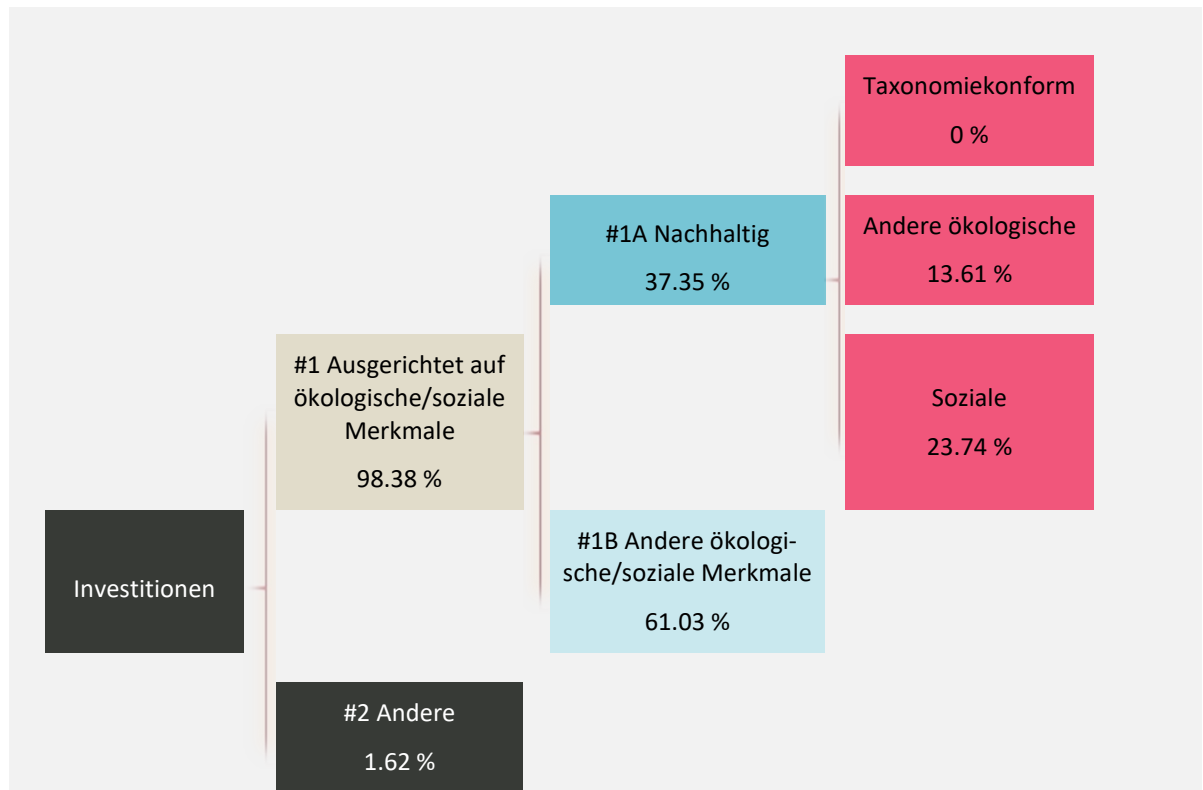 Taxonomiekonform
0 %
#1A Nachhaltig
37.35 %
Andere ökologische
13.61 %
#1 Ausgerichtet auf
ökologische/soziale
Merkmale
98.38 %
Soziale
23.74 %
Investitionen
#1B Andere ökologi-
sche/soziale Merkmale
61.03 %
#2 Andere
1.62 %